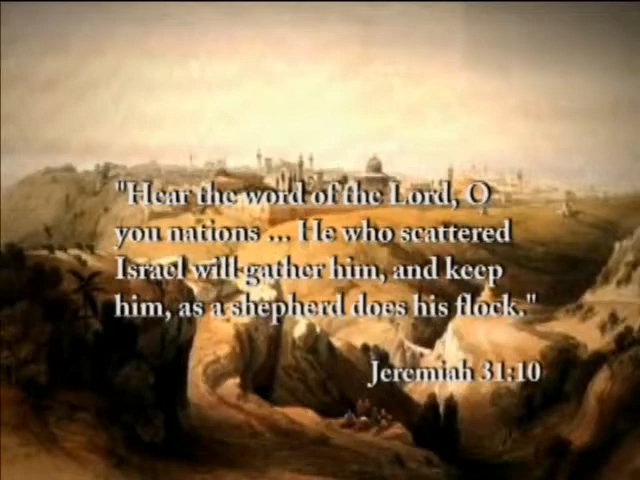 "Hear the word of the Lord, O
you nations ... He who scattered
Israel will gather him, and keep
him, as a shepherd does his flock."
Jeremiah 31:10